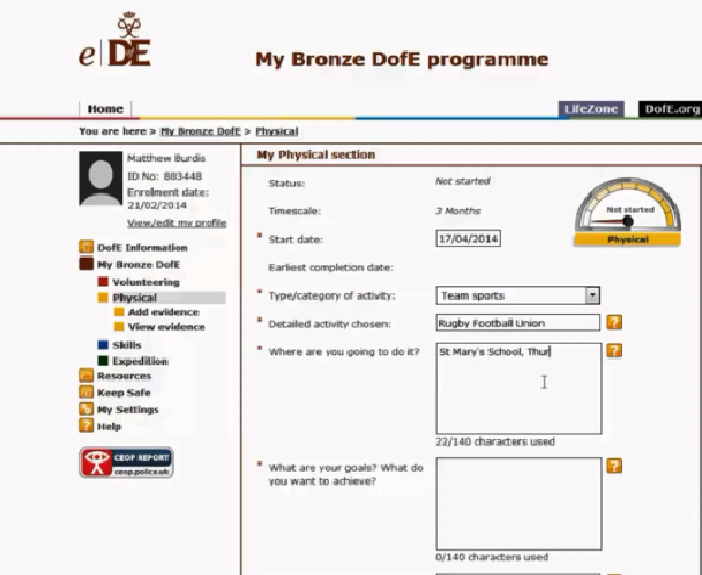 e|DofE
My Bronze DofE programme
Home
LifeZone
DofE.org
You are here > My Bronze DofE > Physical
Matthew Burdis
ID No: 883448
Enrolment date:
21/02/2014
View/edit my profile
DofE Information
My Bronze DofE
Volunteering
Physical
Add evidence
View evidence
Skills
Expedition
Resources
Keep Safe
My Settings
Help
CEOP REPORT
ceop.police.uk
My Physical section
Status: Not started
Timescale: 3 Months
Not started
Physical
* Start date: 17/04/2014
Earliest completion date:
* Type/category of activity: Team sports
* Detailed activity chosen: Rugby Football Union ?
* Where are you going to do it? St Mary's School, Thur ?
22/140 characters used
* What are your goals? What do ?
you want to achieve?
0/140 characters used